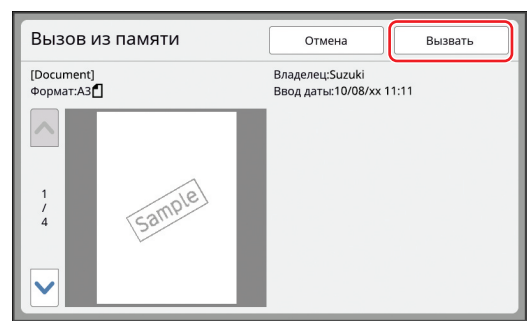 Вызов из памяти
Отмена
Вызвать
[Document]
Формат:A3
Владелец:Suzuki
Ввод даты:10/08/xx 11:11
1
/
4
Sample